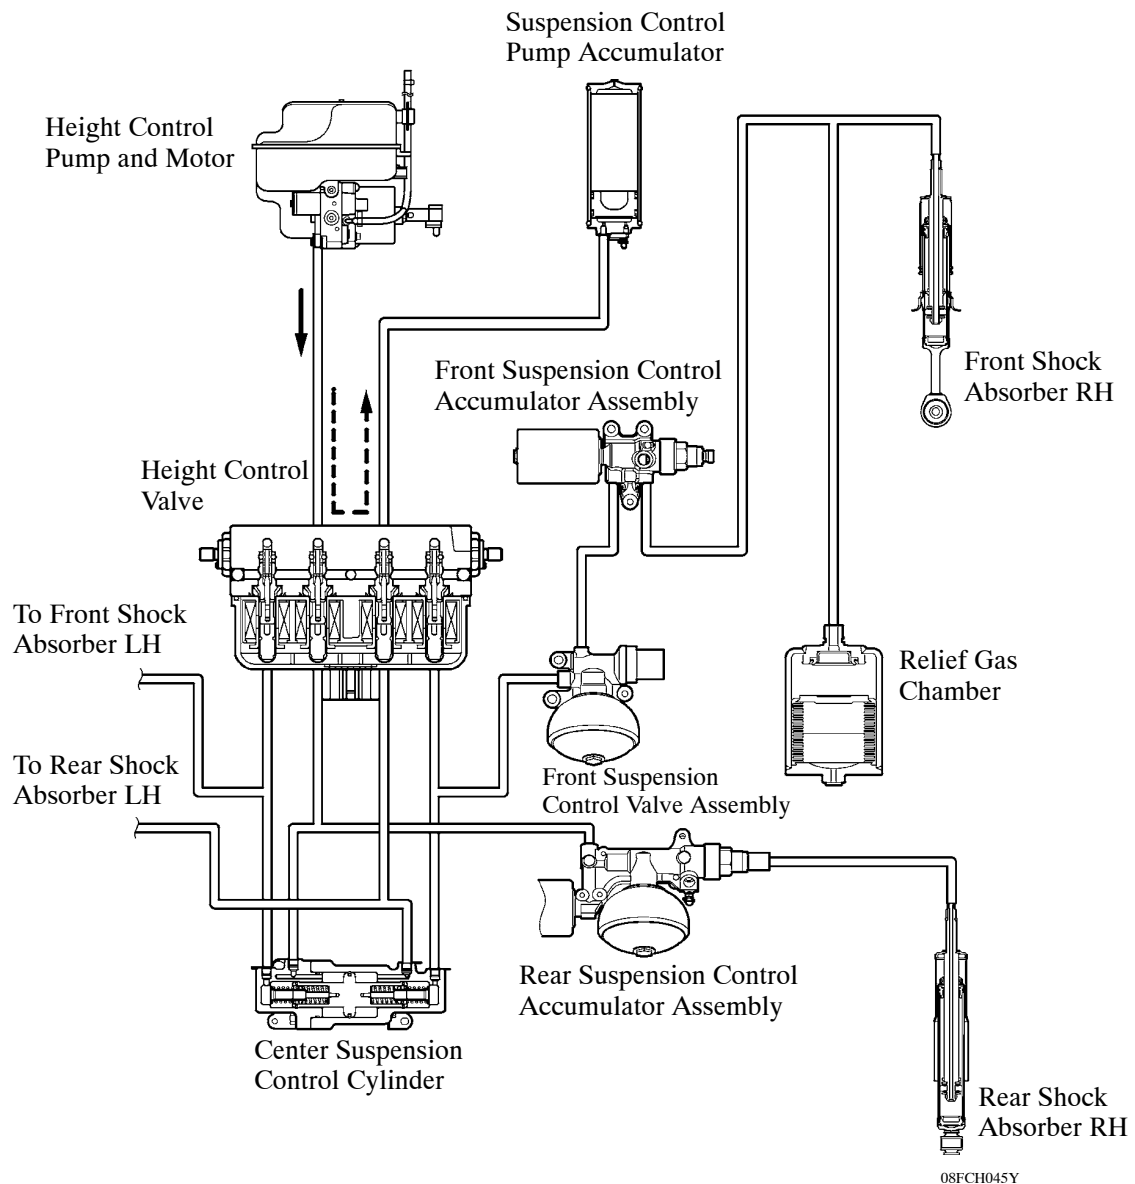 Suspension Control
Pump Accumulator
Height Control
Pump and Motor
Front Shock
Absorber RH
Front Suspension Control
Accumulator Assembly
Height Control
Valve
To Front Shock
Absorber LH
Relief Gas
Chamber
To Rear Shock
Absorber LH
Front Suspension
Control Valve Assembly
Rear Suspension Control
Accumulator Assembly
Center Suspension
Control Cylinder
Rear Shock
Absorber RH
08FCH045Y